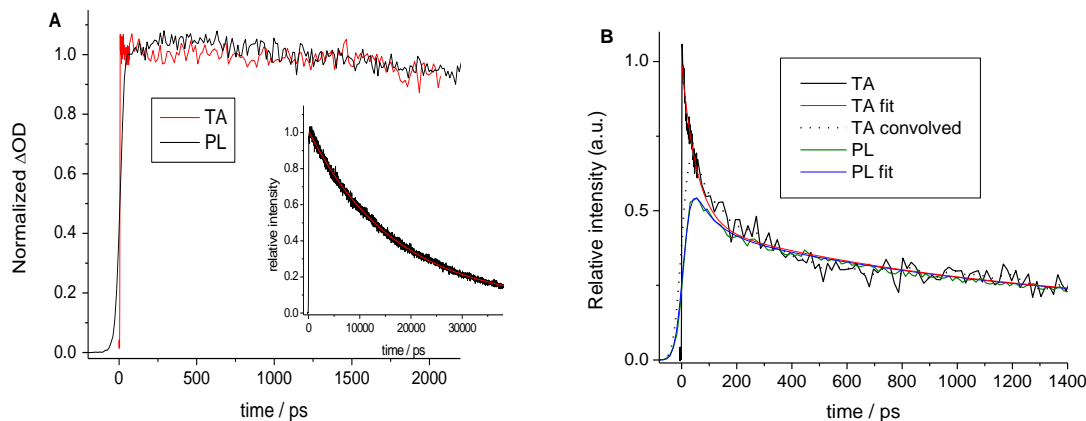 A
Normalized ΔOD
1.0
0.8
0.6
0.4
0.2
0.0
TA
PL
relative intensity
1.0
0.8
0.6
0.4
0.2
0.0
0
10000
20000
30000
time / ps
0
500
1000
1500
2000
time / ps
B
Relative intensity (a.u.)
1.0
0.5
0.0
TA
TA fit
TA convolved
PL
PL fit
0
200
400
600
800
1000
1200
1400
time / ps